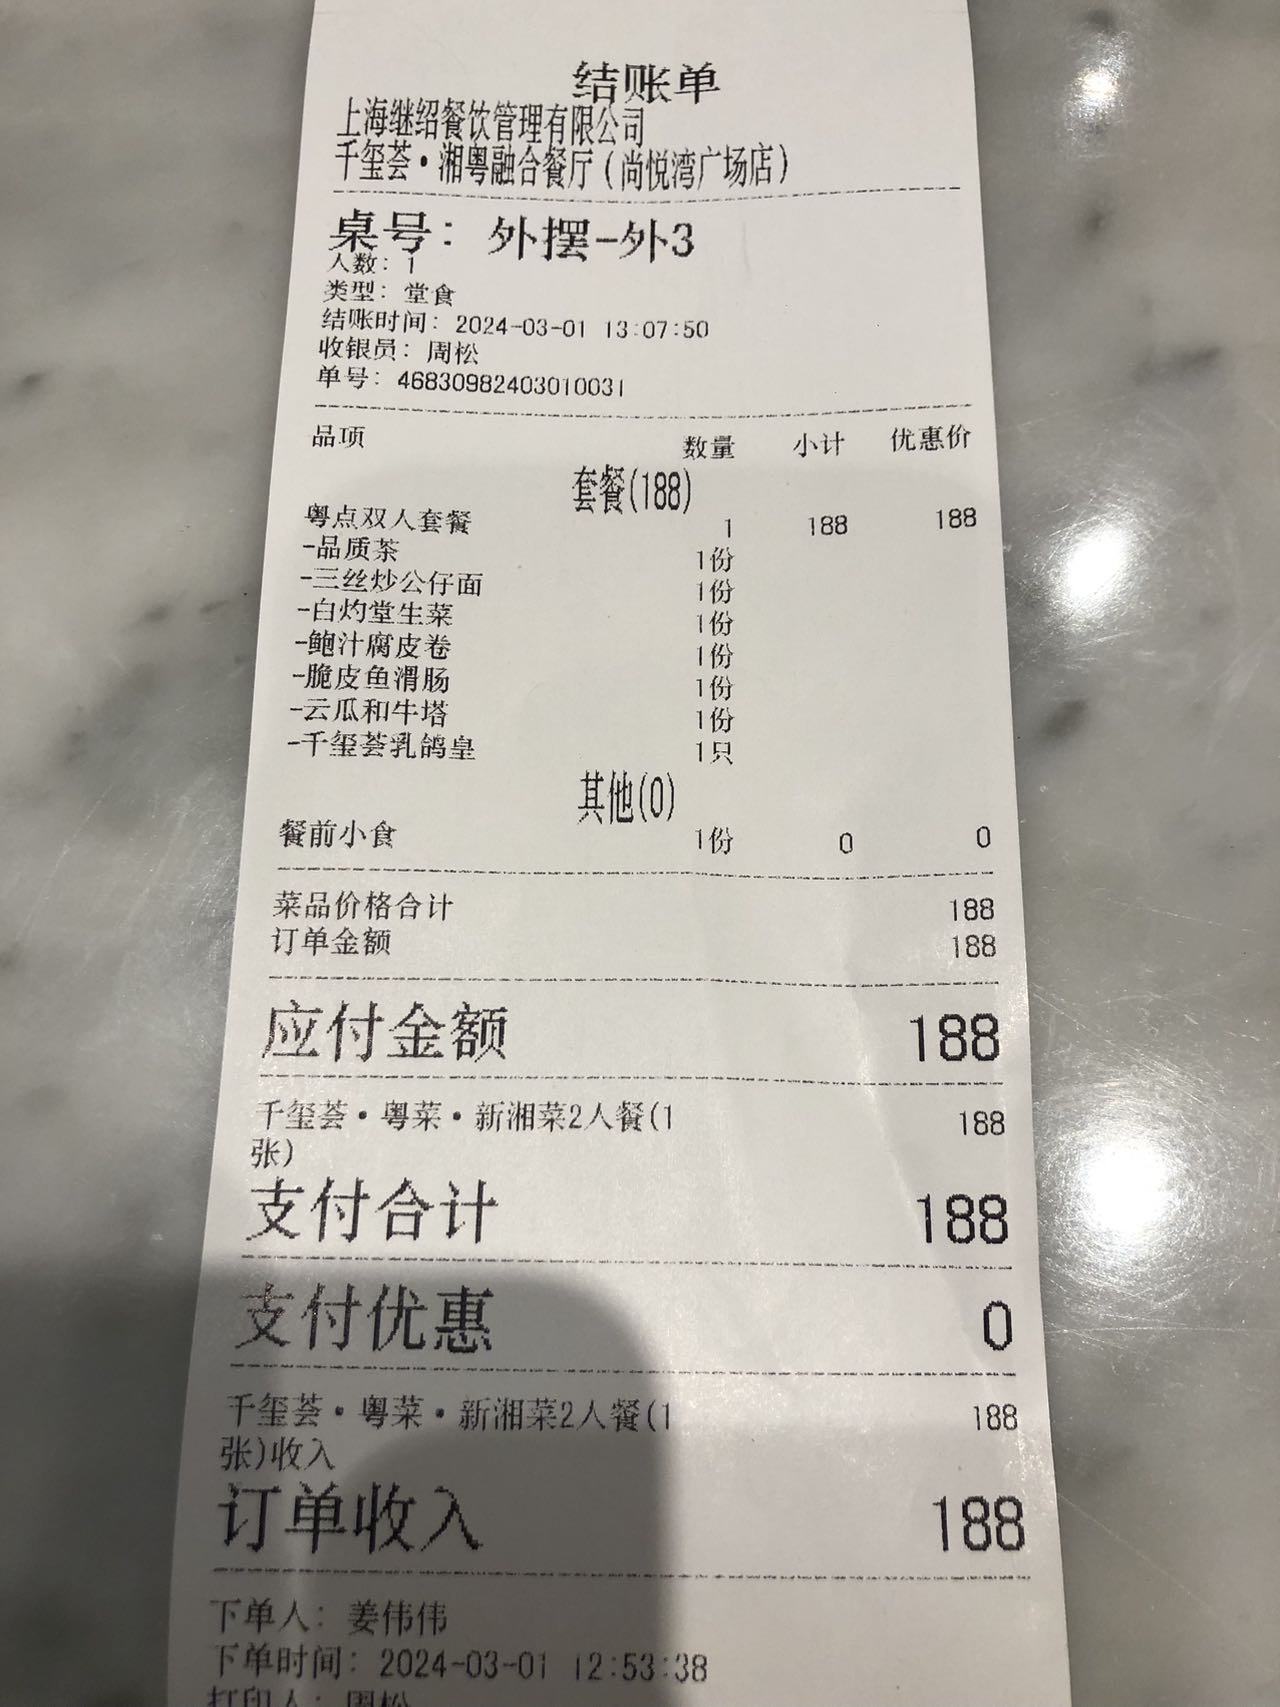 结账单
上海继绍餐饮管理有限公司
千玺荟·湘粤融合餐厅(尚悦湾广场店)
桌号: 外摆-外3
人数: 1
类型: 堂食
结账时间: 2024-03-01 13:07:50
收银员: 周松
单号: 46830982403010031
品项 数量 小计 优惠价
套餐(188)
粤点双人套餐 1 188 188
-品质茶 1份
-三丝炒公仔面 1份
-白灼堂生菜 1份
-鲍汁腐皮卷 1份
-脆皮鱼滑肠 1份
-云瓜和牛塔 1份
-千玺荟乳鸽皇 1只
其他(0)
餐前小食 1份 0 0
菜品价格合计 188
订单金额 188
应付金额 188
千玺荟·粤菜·新湘菜2人餐(1 188
张)
支付合计 188
支付优惠 0
千玺荟·粤菜·新湘菜2人餐(1 188
张)收入
订单收入 188
下单人: 姜伟伟
下单时间: 2024-03-01 12:53:38
打印人: 周松